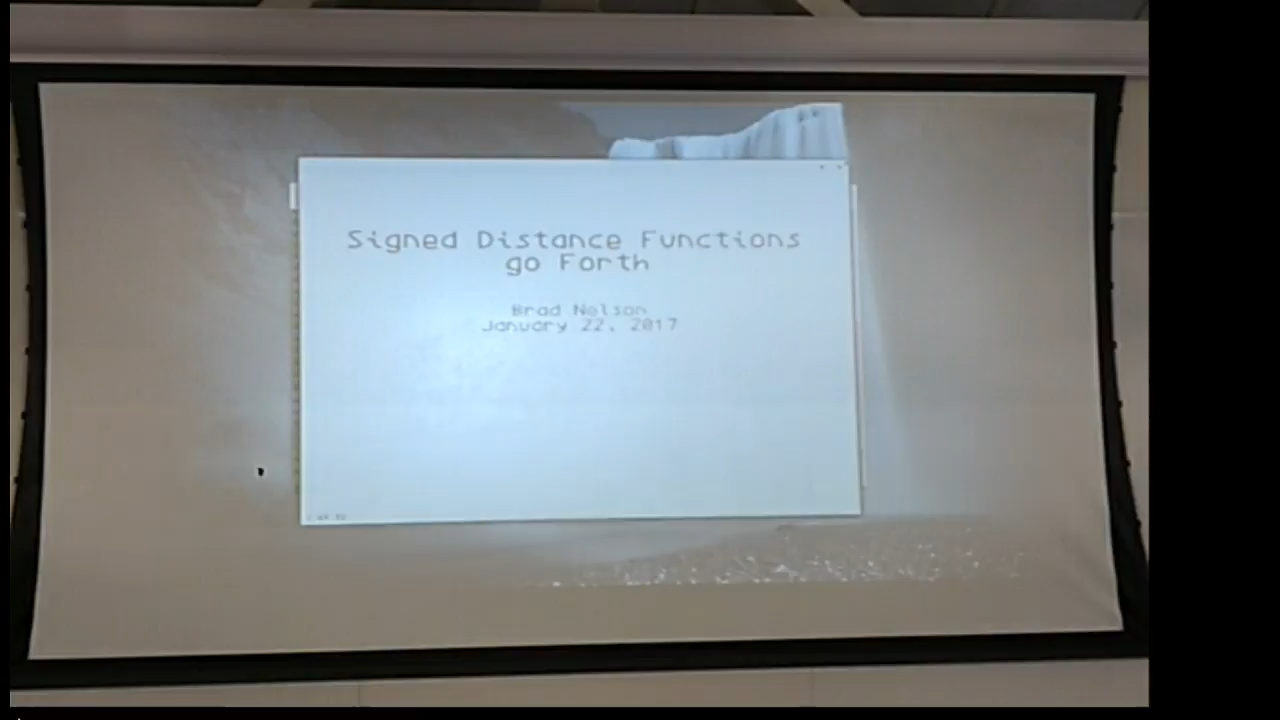 Signed Distance Functions
go Forth
Brad Nelson
January 22, 2017